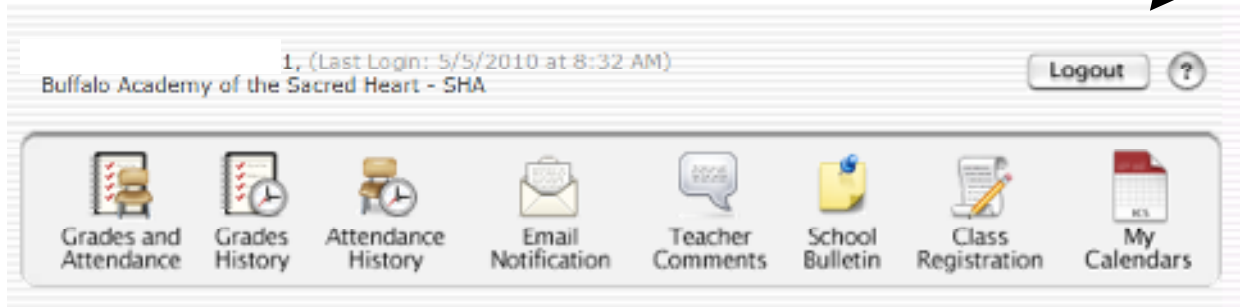 1, (Last Login: 5/5/2010 at 8:32 AM)
Buffalo Academy of the Sacred Heart - SHA
Logout ?
Grades and Attendance
Grades History
Attendance History
Email Notification
Teacher Comments
School Bulletin
Class Registration
My Calendars
ICS